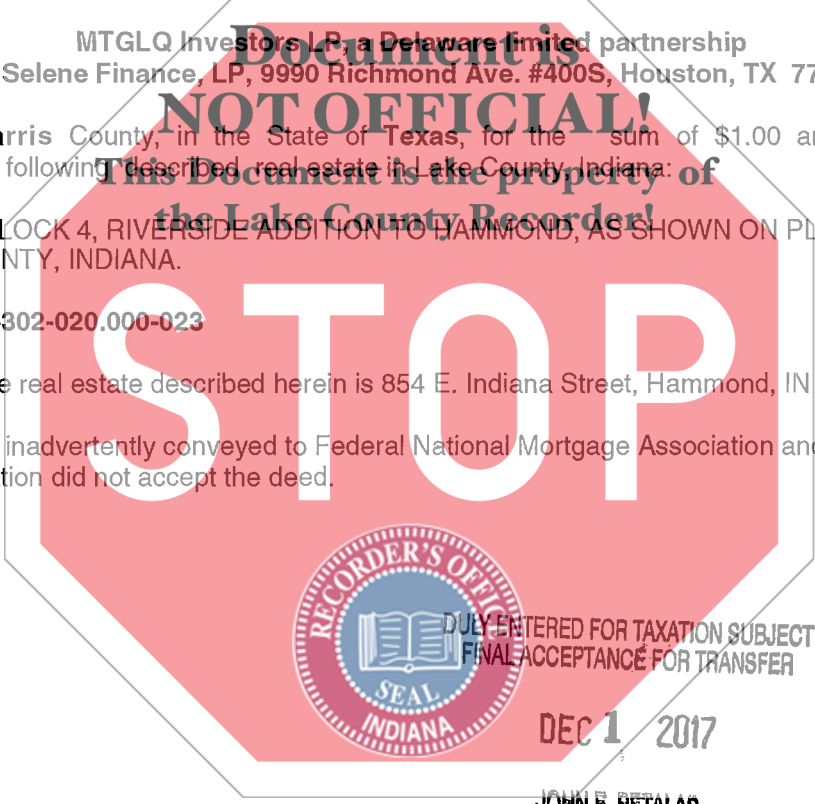 Document is
MTGLQ Investors LP, a Delaware limited partnership
Selene Finance, LP, 9990 Richmond Ave. #400S, Houston, TX 77
NOT OFFICIAL!
rris County, in the State of Texas, for the sum of $1.00 a
following described real estate in Lake County, Indiana:
This Document is the property of
the Lake County Recorder!
LOCK 4, RIVERSIDE ADDITION TO HAMMOND, AS SHOWN ON PL
NTY, INDIANA.
302-020.000-023
STOP
e real estate described herein is 854 E. Indiana Street, Hammond, IN
inadvertently conveyed to Federal National Mortgage Association and
tion did not accept the deed.
RECORDER'S OFFICE
SEAL
INDIANA
DULY ENTERED FOR TAXATION SUBJECT
FINAL ACCEPTANCE FOR TRANSFER
DEC 1 2017